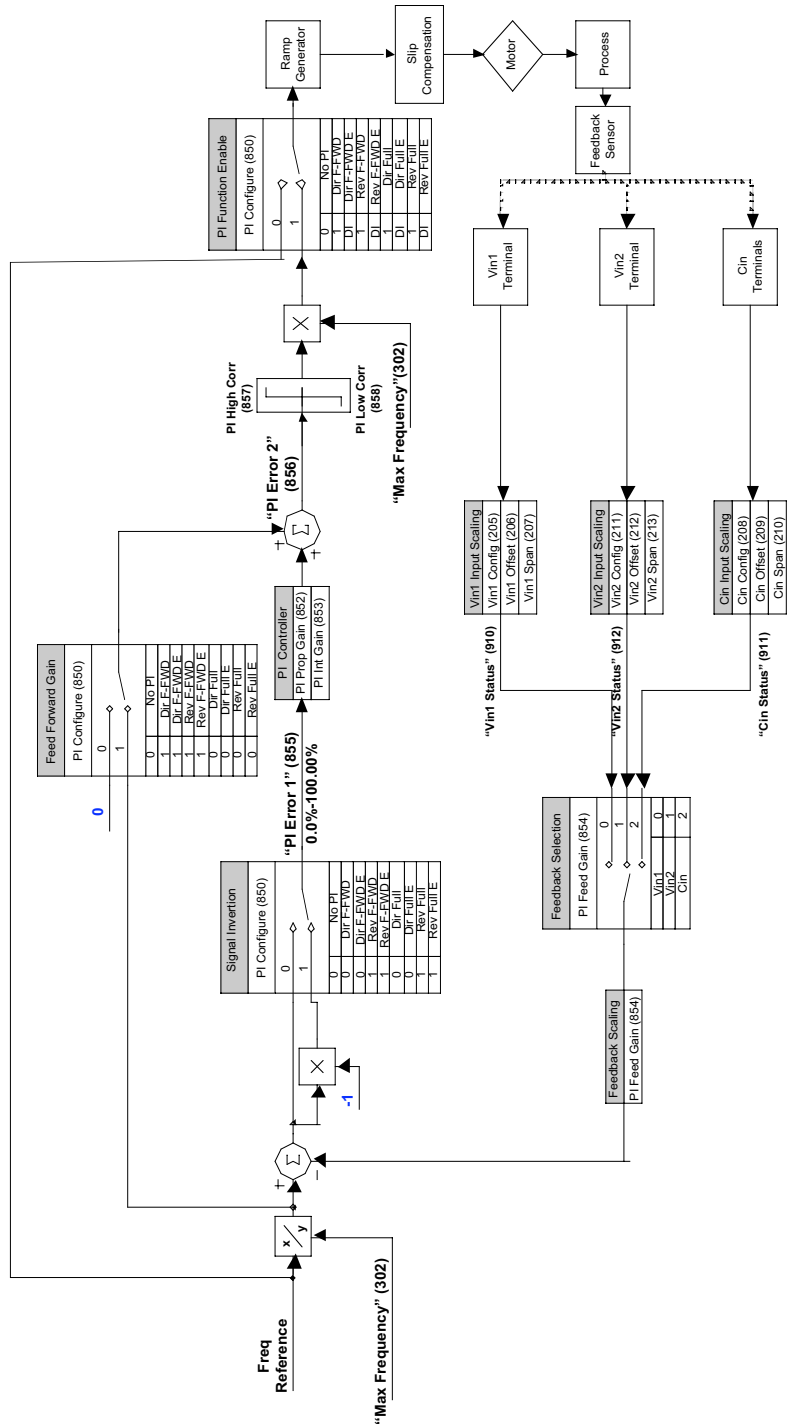 Freq
Reference
"Max Frequency" (302)
x/y
+
Σ
–
-1
X
Signal Invertion
PI Configure (850)
0
1
0 No PI
0 Dir F-FWD
0 Dir F-FWD E
1 Rev F-FWD
1 Rev F-FWD E
0 Dir Full
0 Dir Full E
1 Rev Full
1 Rev Full E
0
Feed Forward Gain
PI Configure (850)
0
1
0 No PI
1 Dir F-FWD
1 Dir F-FWD E
1 Rev F-FWD
1 Rev F-FWD E
0 Dir Full
0 Dir Full E
0 Rev Full
0 Rev Full E
"PI Error 1" (855)
0.0%-100.00%
PI Controller
PI Prop Gain (852)
PI Int Gain (853)
+
Σ
+
"PI Error 2"
(856)
PI High Corr
(857)
PI Low Corr
(858)
"Max Frequency"(302)
X
PI Function Enable
PI Configure (850)
0
1
0 No PI
1 Dir F-FWD
DI Dir F-FWD E
1 Rev F-FWD
DI Rev F-FWD E
1 Dir Full
DI Dir Full E
1 Rev Full
DI Rev Full E
Ramp
Generator
Slip
Compensation
Motor
Process
Feedback
Sensor
Vin1
Terminal
Vin2
Terminal
Cin
Terminals
Vin1 Input Scaling
Vin1 Config (205)
Vin1 Offset (206)
Vin1 Span (207)
Vin2 Input Scaling
Vin2 Config (211)
Vin2 Offset (212)
Vin2 Span (213)
Cin Input Scaling
Cin Config (208)
Cin Offset (209)
Cin Span (210)
"Vin1 Status" (910)
"Vin2 Status" (912)
"Cin Status" (911)
Feedback Selection
PI Feed Gain (854)
0
1
2
Vin1 0
Vin2 1
Cin 2
Feedback Scaling
PI Feed Gain (854)